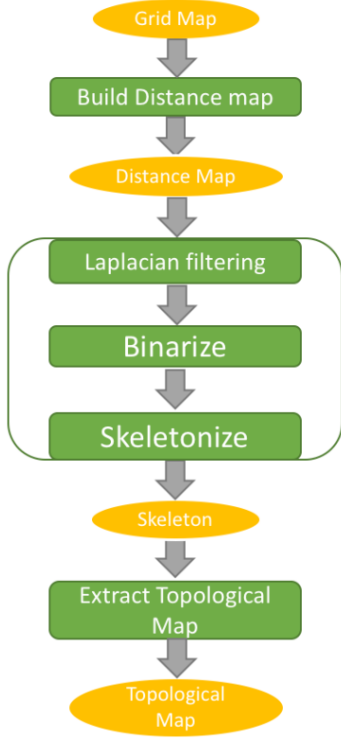 Grid Map
Build Distance map
Distance Map
Laplacian filtering
Binarize
Skeletonize
Skeleton
Extract Topological
Map
Topological
Map